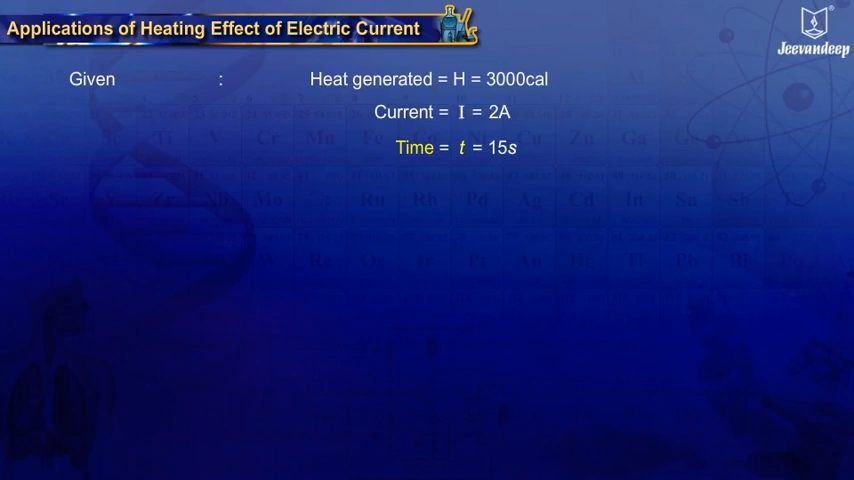 Applications of Heating Effect of Electric Current
Jeevandeep
Given : Heat generated = H = 3000cal
Current = I = 2A
Time = t = 15s